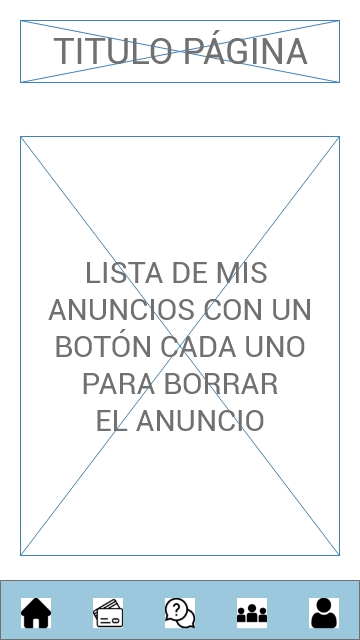 TITULO PÁGINA
LISTA DE MIS
ANUNCIOS CON UN
BOTÓN CADA UNO
PARA BORRAR
EL ANUNCIO
?